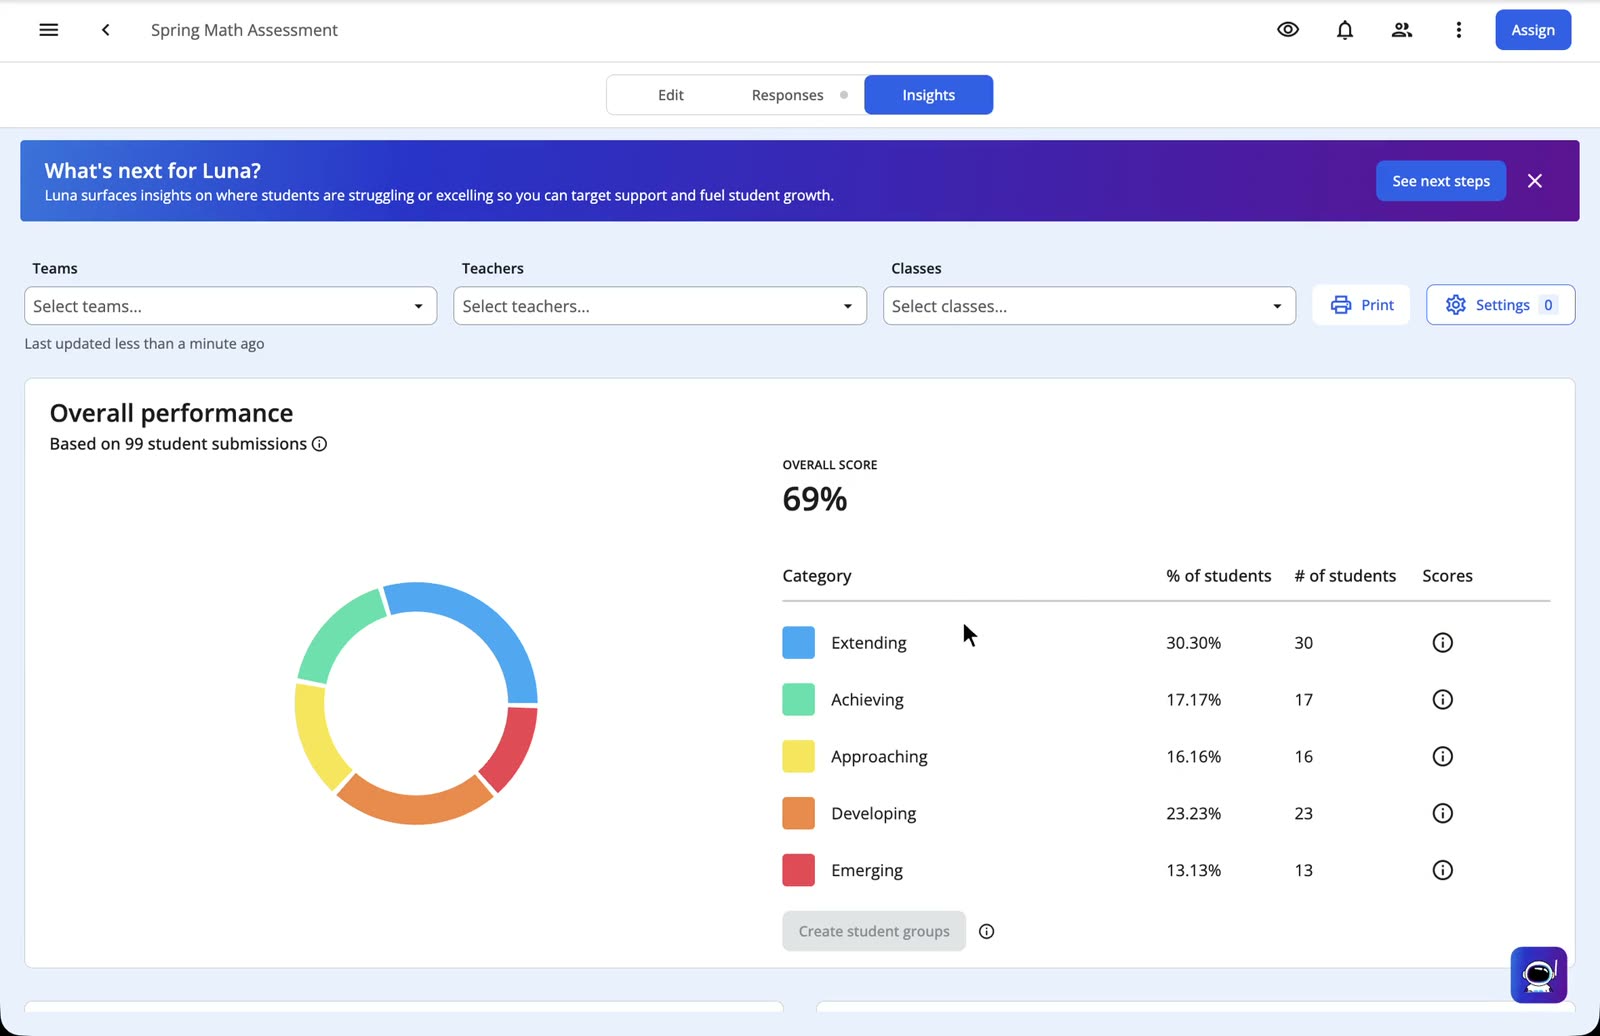 Spring Math Assessment
Assign
Edit
Responses
Insights
What's next for Luna?
Luna surfaces insights on where students are struggling or excelling so you can target support and fuel student growth.
See next steps
Teams
Teachers
Classes
Select teams...
Select teachers...
Select classes...
Print
Settings 0
Last updated less than a minute ago
Overall performance
Based on 99 student submissions
OVERALL SCORE
69%
Category % of students # of students Scores
Extending 30.30% 30
Achieving 17.17% 17
Approaching 16.16% 16
Developing 23.23% 23
Emerging 13.13% 13
Create student groups